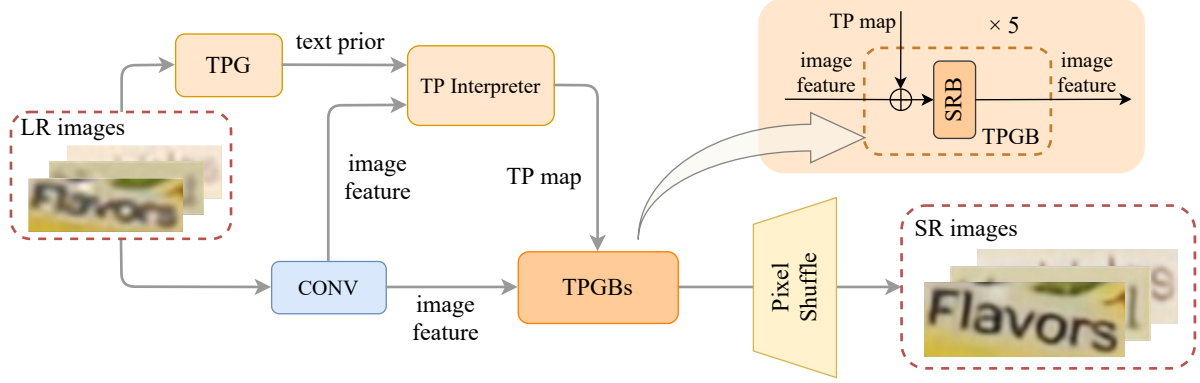 TP map
× 5
image
feature
SRB
image
feature
TPGB
text prior
TPG
TP Interpreter
LR images
Flavors
image
feature
TP map
CONV
image
feature
TPGBs
Pixel
Shuffle
SR images
Flavors